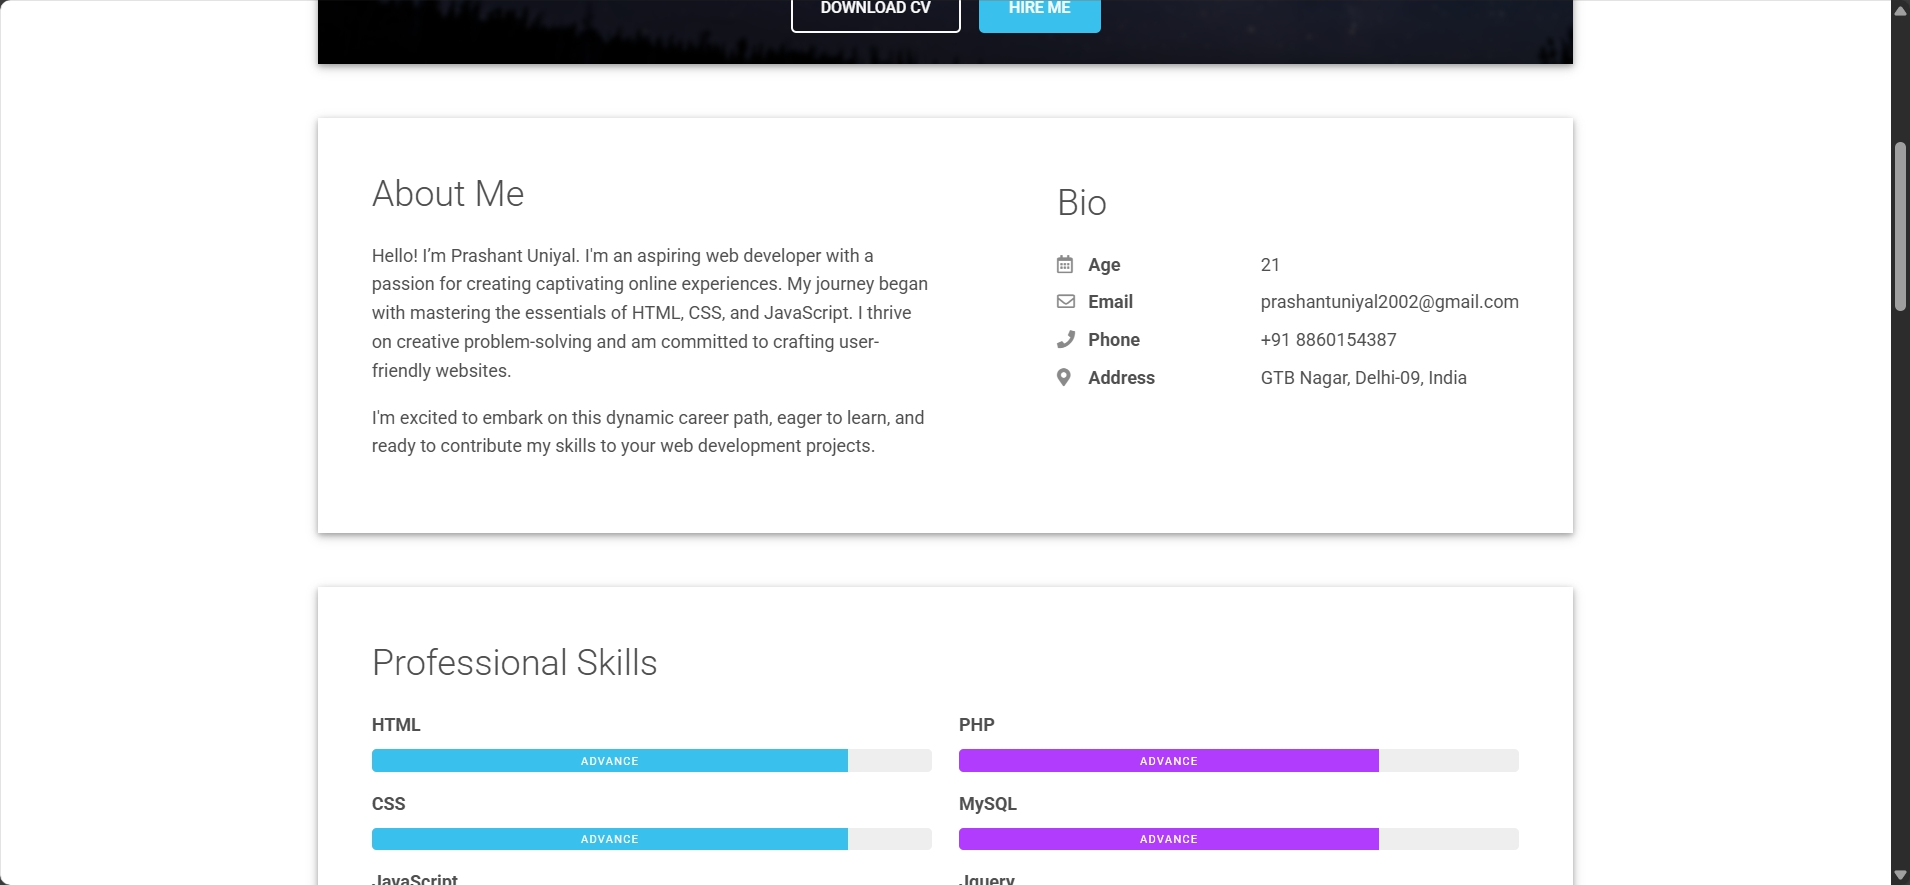 DOWNLOAD CV
HIRE ME
About Me
Hello! I’m Prashant Uniyal. I'm an aspiring web developer with a
passion for creating captivating online experiences. My journey began
with mastering the essentials of HTML, CSS, and JavaScript. I thrive
on creative problem-solving and am committed to crafting user-
friendly websites.
I'm excited to embark on this dynamic career path, eager to learn, and
ready to contribute my skills to your web development projects.
Bio
Age 21
Email prashantuniyal2002@gmail.com
Phone +91 8860154387
Address GTB Nagar, Delhi-09, India
Professional Skills
HTML
ADVANCE
PHP
ADVANCE
CSS
ADVANCE
MySQL
ADVANCE
JavaScript
Jquery